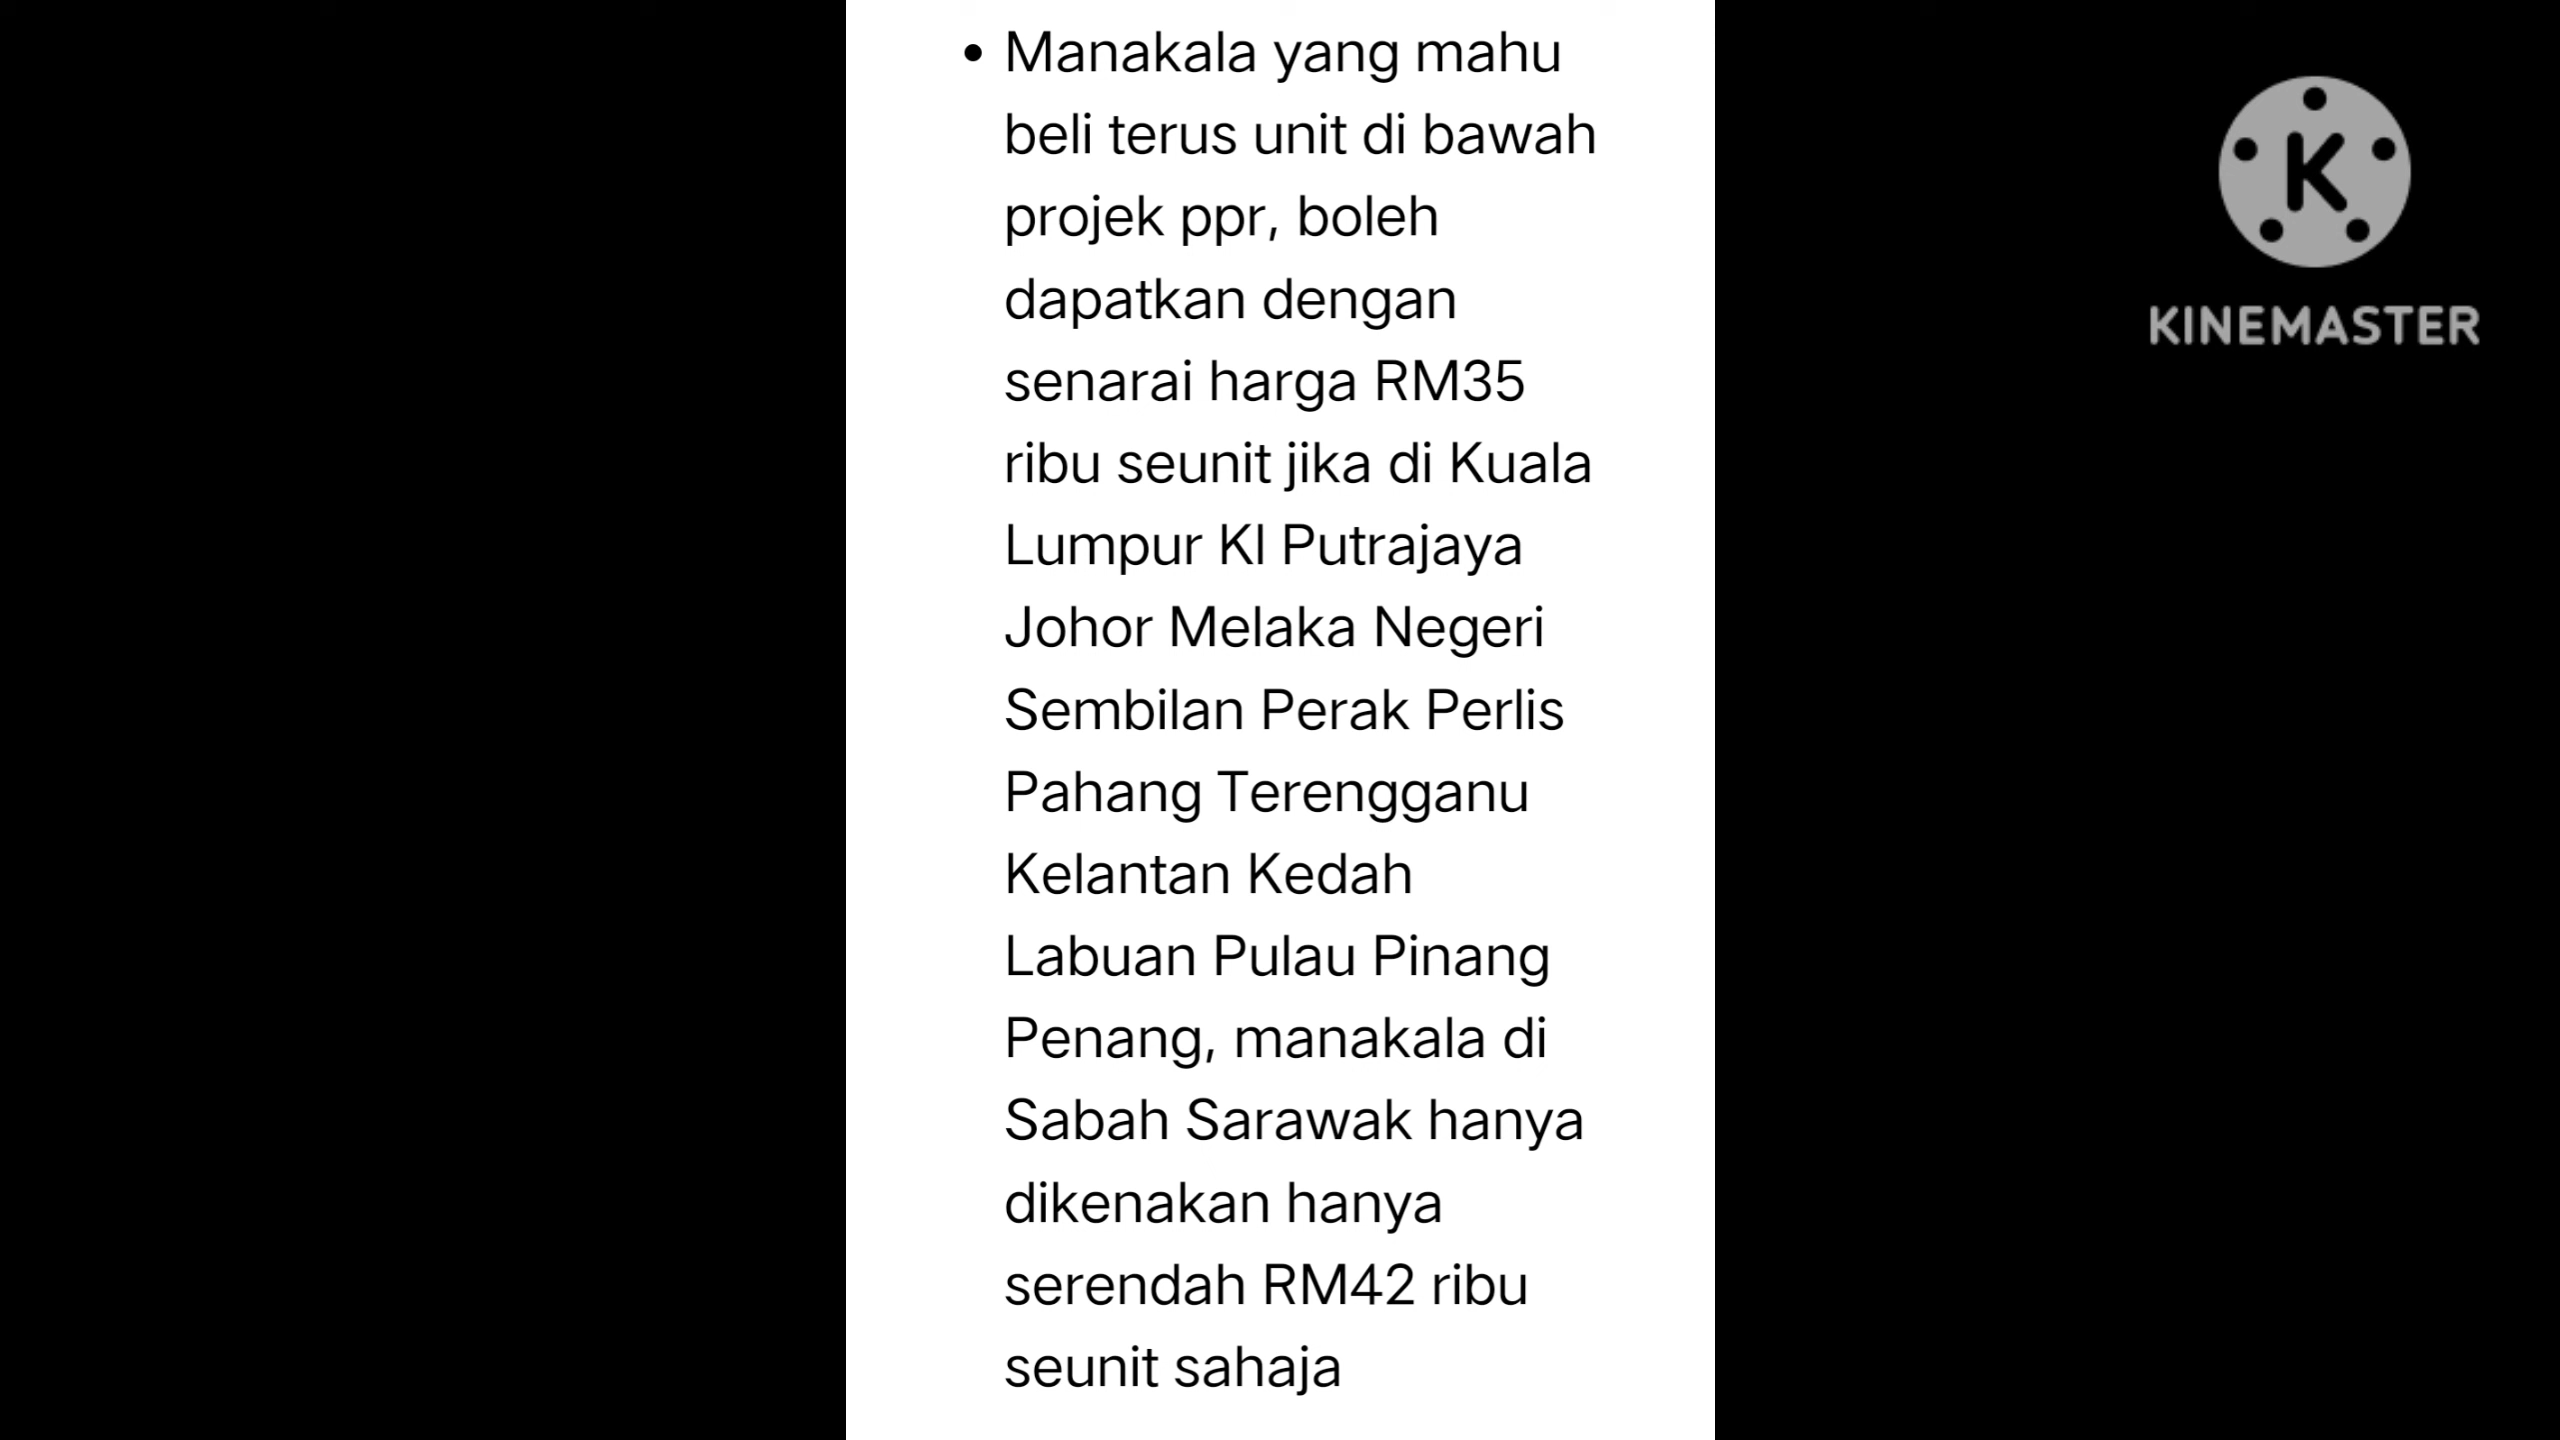 • Manakala yang mahu
beli terus unit di bawah
projek ppr, boleh
dapatkan dengan
senarai harga RM35
ribu seunit jika di Kuala
Lumpur Kl Putrajaya
Johor Melaka Negeri
Sembilan Perak Perlis
Pahang Terengganu
Kelantan Kedah
Labuan Pulau Pinang
Penang, manakala di
Sabah Sarawak hanya
dikenakan hanya
serendah RM42 ribu
seunit sahaja
K
KINEMASTER